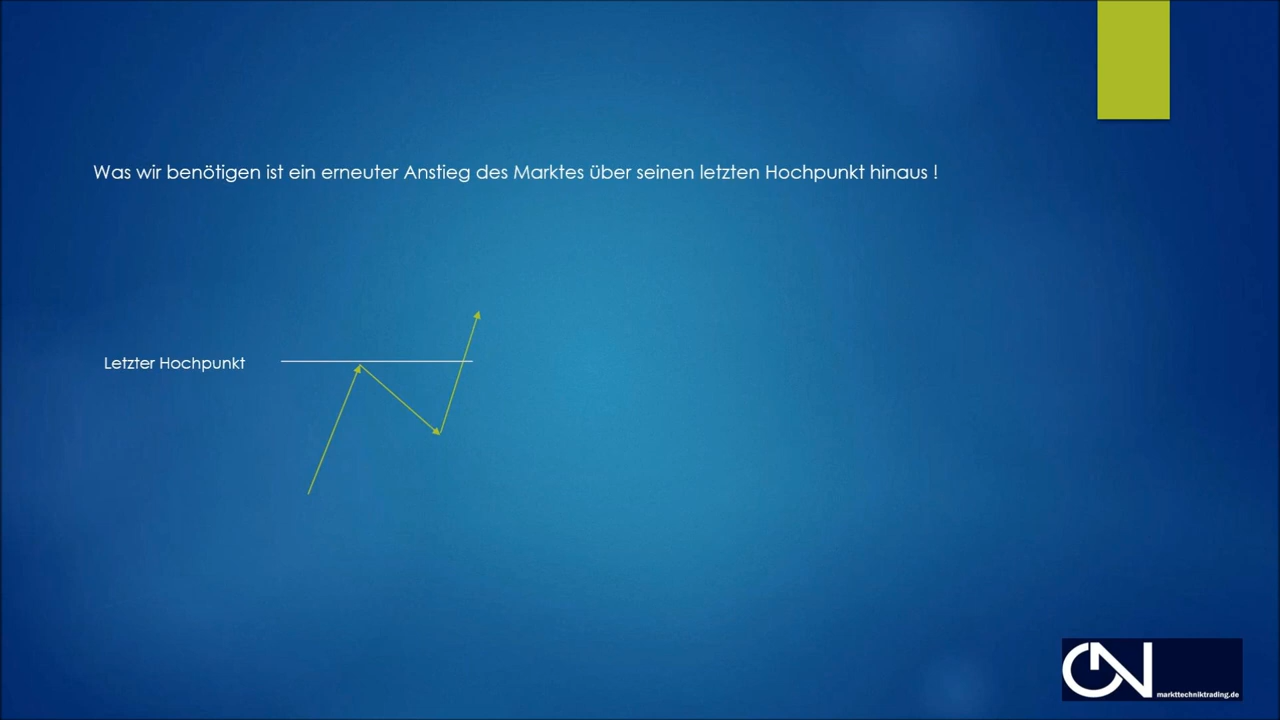 Was wir benötigen ist ein erneuter Anstieg des Marktes über seinen letzten Hochpunkt hinaus !
Letzter Hochpunkt
markttechniktrading.de